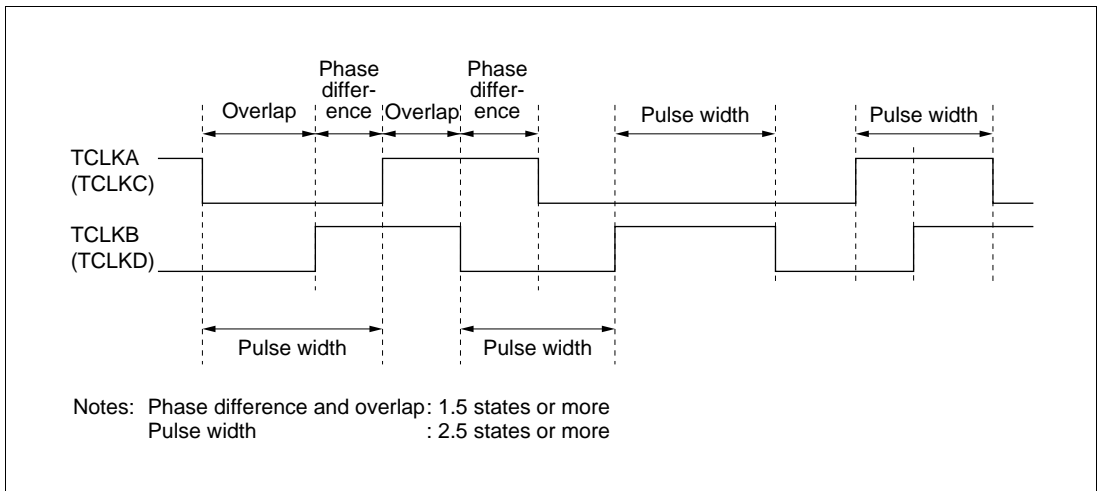 Phase
differ-
ence
Phase
differ-
ence
Overlap
Overlap
Pulse width
Pulse width
TCLKA
(TCLKC)
TCLKB
(TCLKD)
Pulse width
Pulse width
Notes: Phase difference and overlap : 1.5 states or more
Pulse width : 2.5 states or more